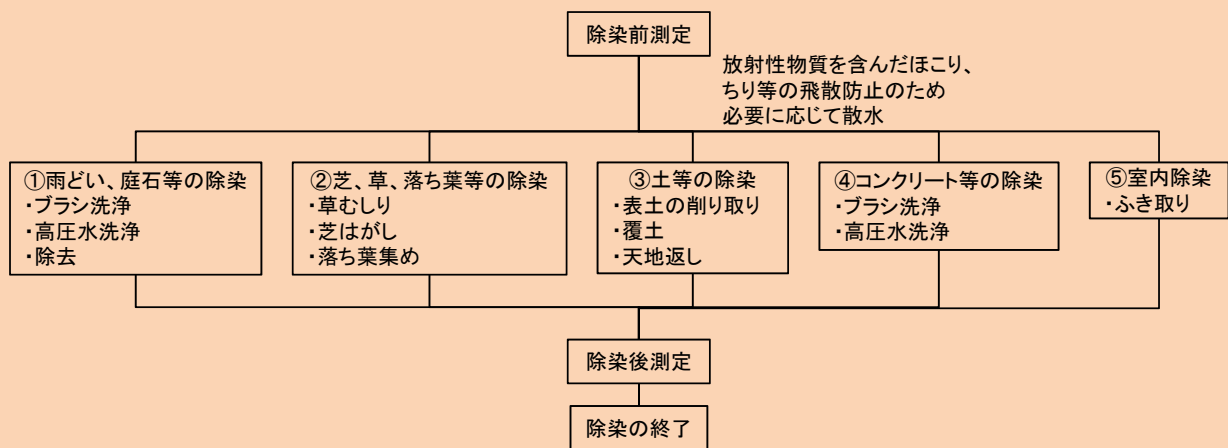 除染前測定
放射性物質を含んだほこり、
ちり等の飛散防止のため
必要に応じて散水
①雨どい、庭石等の除染
・ブラシ洗浄
・高圧水洗浄
・除去
②芝、草、落ち葉等の除染
・草むしり
・芝はがし
・落ち葉集め
③土等の除染
・表土の削り取り
・覆土
・天地返し
④コンクリート等の除染
・ブラシ洗浄
・高圧水洗浄
⑤室内除染
・ふき取り
除染後測定
除染の終了